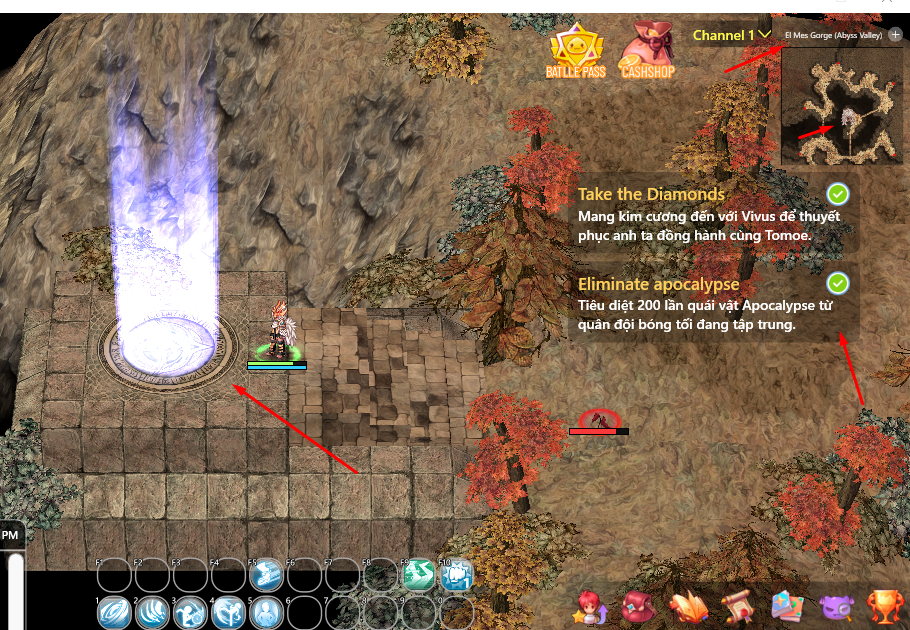 Channel 1
El Mes Gorge (Abyss Valley)
BATTLE PASS
CASHSHOP
Take the Diamonds
Mang kim cương đến với Vivus để thuyết
phục anh ta đồng hành cùng Tomoe.
Eliminate apocalypse
Tiêu diệt 200 lần quái vật Apocalypse từ
quân đội bóng tối đang tập trung.
PM
F1 F2 F3 F4 F5 F6 F7 F8 F9 F10
1 2 3 4 5 6 7 8 9
1